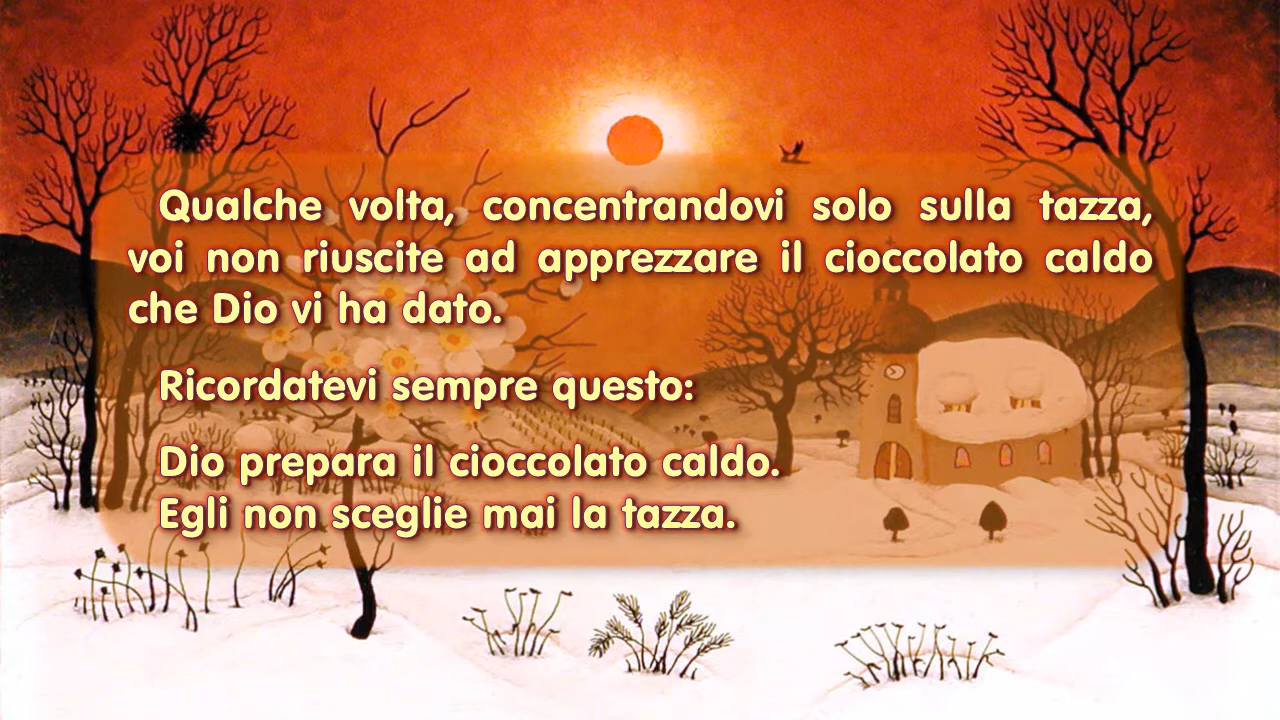 Qualche volta, concentrandovi solo sulla tazza,
voi non riuscite ad apprezzare il cioccolato caldo
che Dio vi ha dato.
Ricordatevi sempre questo:
Dio prepara il cioccolato caldo.
Egli non sceglie mai la tazza.